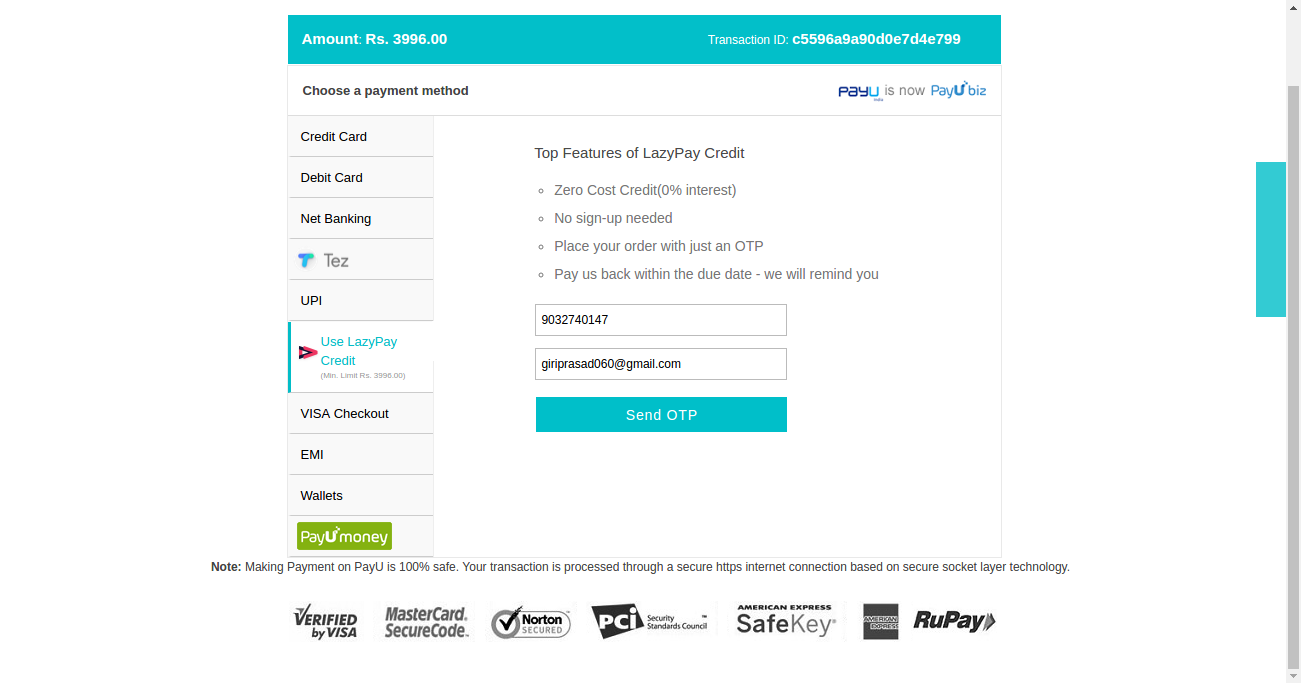 Amount: Rs. 3996.00
Transaction ID: c5596a9a90d0e7d4e799
Choose a payment method
PAYU india is now PayUbiz
Credit Card
Debit Card
Net Banking
Tez
UPI
Use LazyPay
Credit
(Min. Limit Rs. 3996.00)
VISA Checkout
EMI
Wallets
PayUmoney
Top Features of LazyPay Credit
Zero Cost Credit(0% interest)
No sign-up needed
Place your order with just an OTP
Pay us back within the due date - we will remind you
9032740147
giriprasad060@gmail.com
Send OTP
Note: Making Payment on PayU is 100% safe. Your transaction is processed through a secure https internet connection based on secure socket layer technology.
VERIFIED
by VISA
MasterCard.
SecureCode.
Norton
SECURED
PCI
Security
Standards Council
AMERICAN EXPRESS
SafeKey
AMERICAN
EXPRESS
RuPay